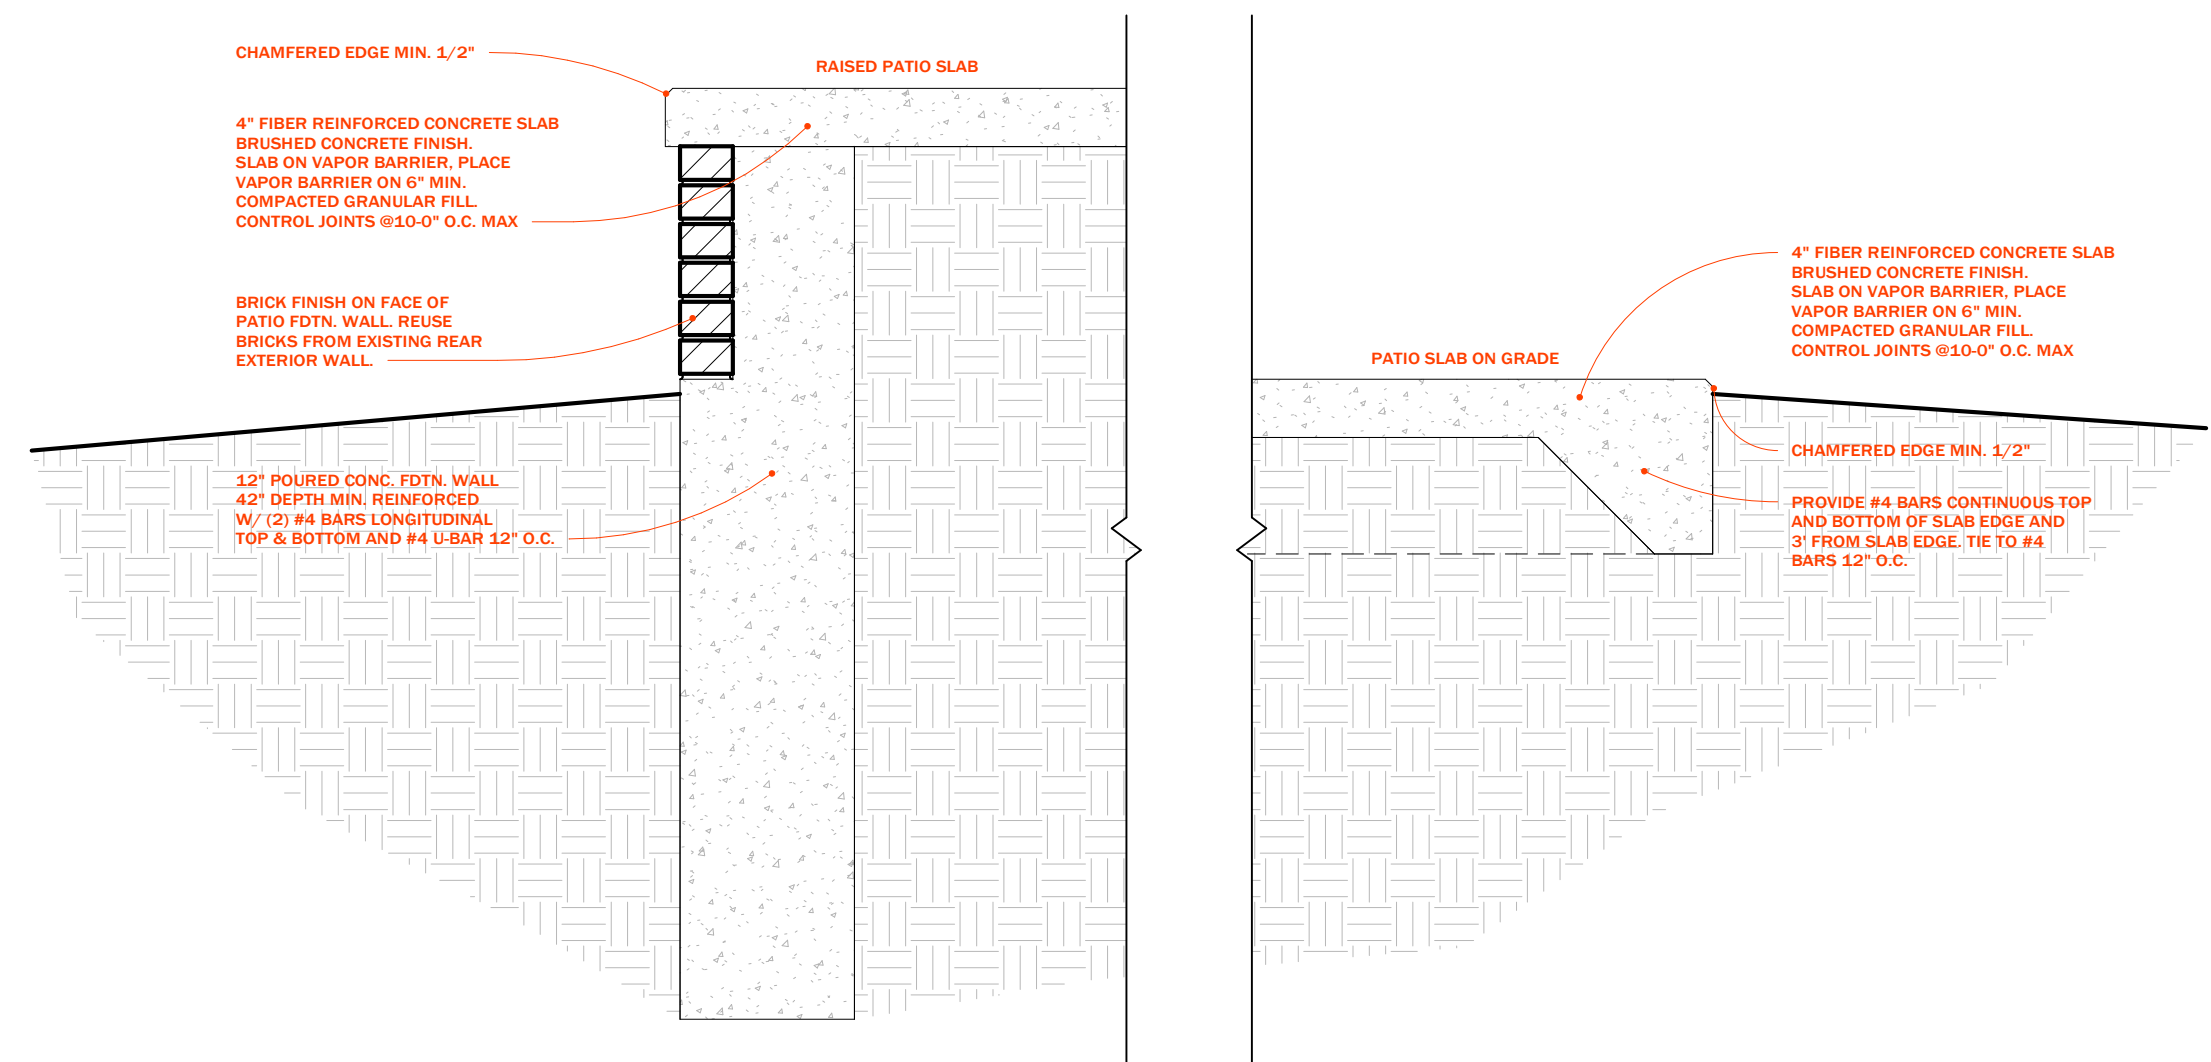 CHAMFERED EDGE MIN. 1/2"
RAISED PATIO SLAB
4" FIBER REINFORCED CONCRETE SLAB
BRUSHED CONCRETE FINISH.
SLAB ON VAPOR BARRIER, PLACE
VAPOR BARRIER ON 6" MIN.
COMPACTED GRANULAR FILL.
CONTROL JOINTS @10-0" O.C. MAX
BRICK FINISH ON FACE OF
PATIO FDTN. WALL. REUSE
BRICKS FROM EXISTING REAR
EXTERIOR WALL.
12" POURED CONC. FDTN. WALL
42" DEPTH MIN. REINFORCED
W/ (2) #4 BARS LONGITUDINAL
TOP & BOTTOM AND #4 U-BAR 12" O.C.
PATIO SLAB ON GRADE
4" FIBER REINFORCED CONCRETE SLAB
BRUSHED CONCRETE FINISH.
SLAB ON VAPOR BARRIER, PLACE
VAPOR BARRIER ON 6" MIN.
COMPACTED GRANULAR FILL.
CONTROL JOINTS @10-0" O.C. MAX
CHAMFERED EDGE MIN. 1/2"
PROVIDE #4 BARS CONTINUOUS TOP
AND BOTTOM OF SLAB EDGE AND
3' FROM SLAB EDGE. TIE TO #4
BARS 12" O.C.